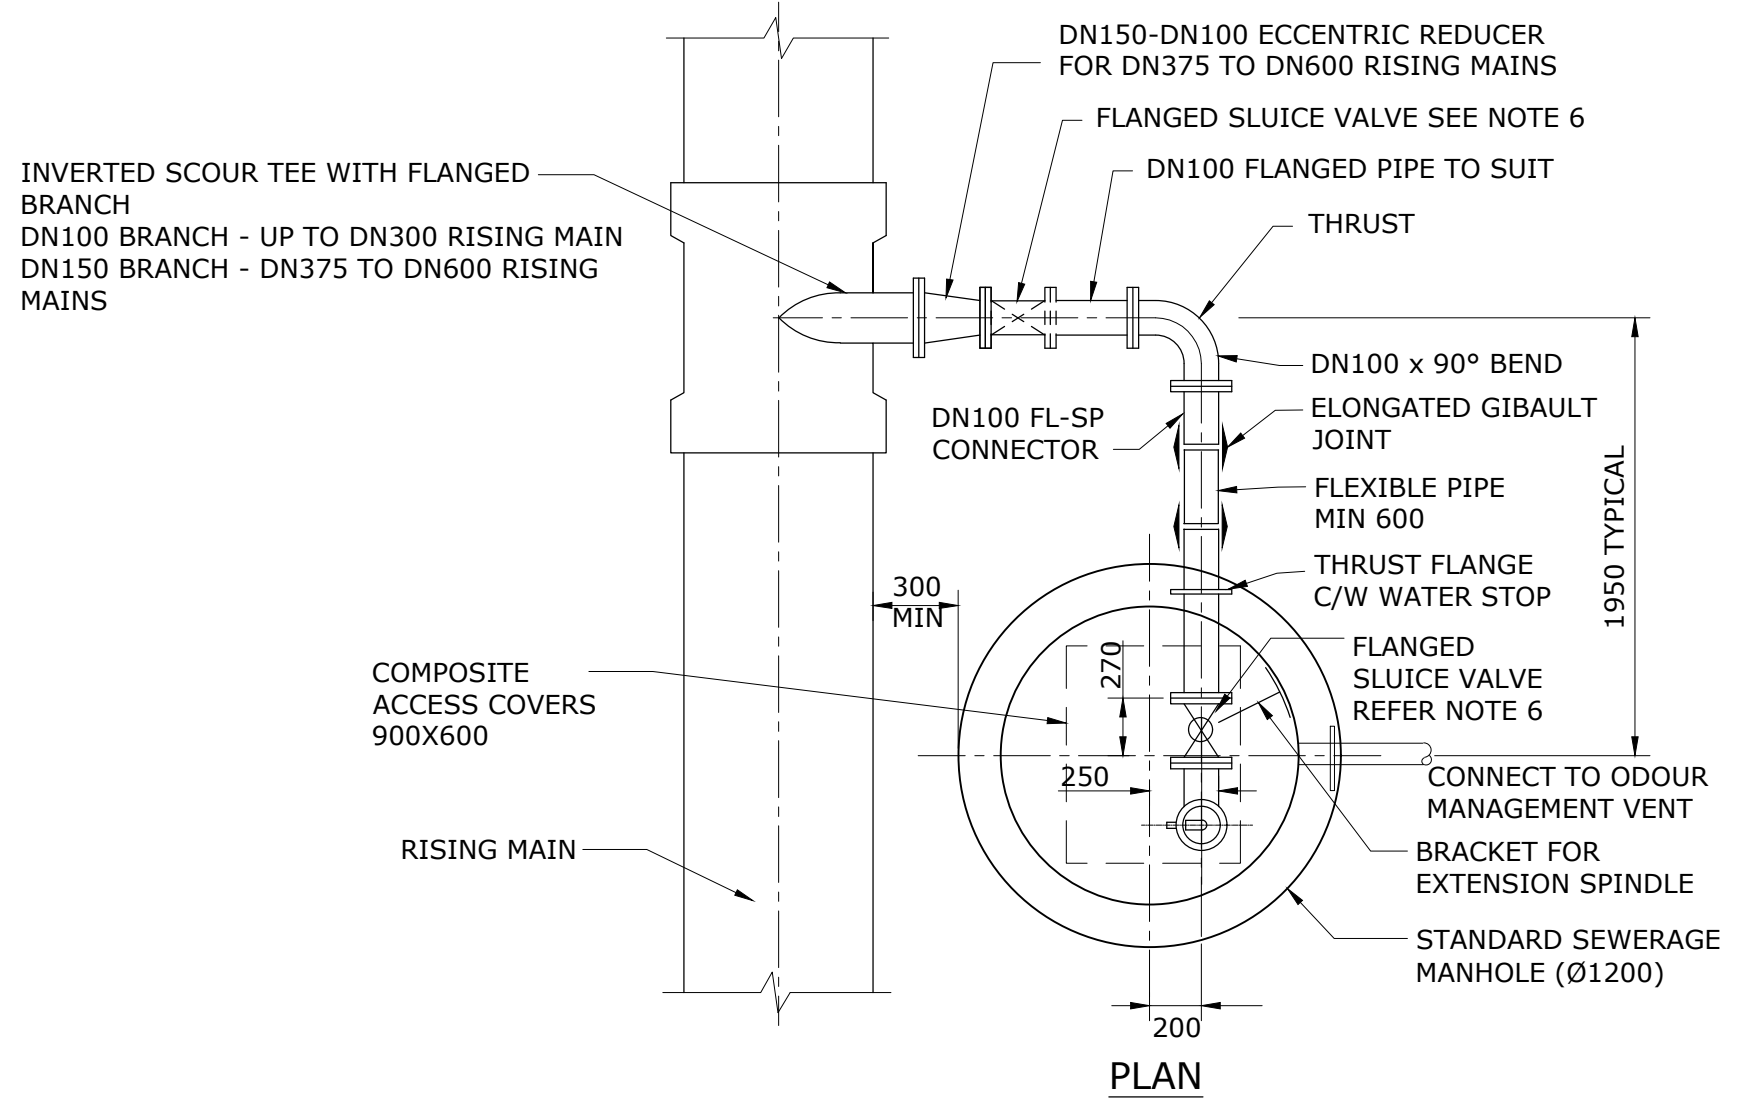 DN150-DN100 ECCENTRIC REDUCER
FOR DN375 TO DN600 RISING MAINS
FLANGED SLUICE VALVE SEE NOTE 6
DN100 FLANGED PIPE TO SUIT
THRUST
INVERTED SCOUR TEE WITH FLANGED
BRANCH
DN100 BRANCH - UP TO DN300 RISING MAIN
DN150 BRANCH - DN375 TO DN600 RISING
MAINS
DN100 x 90° BEND
DN100 FL-SP
CONNECTOR
ELONGATED GIBAULT
JOINT
FLEXIBLE PIPE
MIN 600
1950 TYPICAL
THRUST FLANGE
C/W WATER STOP
300
MIN
270
FLANGED
SLUICE VALVE
REFER NOTE 6
COMPOSITE
ACCESS COVERS
900X600
250
CONNECT TO ODOUR
MANAGEMENT VENT
RISING MAIN
BRACKET FOR
EXTENSION SPINDLE
STANDARD SEWERAGE
MANHOLE (Ø1200)
200
PLAN